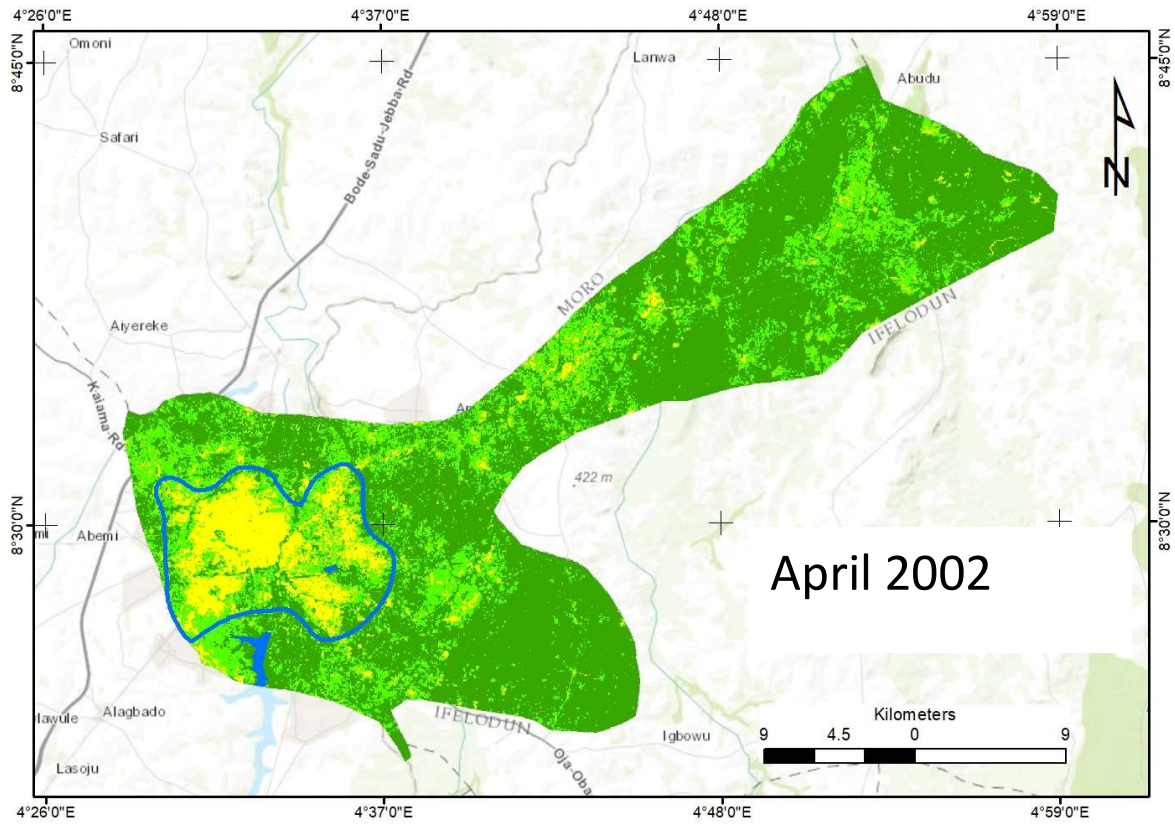 4°26'0"E 4°37'0"E 4°48'0"E 4°59'0"E
8°45'0"N
8°45'0"N
Omoni
Lanwa
Abudu
Bode-Sadu-Jebba-Rd
Safari
N
MORO
IFELODUN
Aiyereke
Kaiama-Rd
422 m
8°30'0"N
8°30'0"N
Abemi
April 2002
Alagbado
IFELODUN
Igbowu
Oja-Oba
Lasoju
Kilometers
9 4.5 0 9
4°26'0"E 4°37'0"E 4°48'0"E 4°59'0"E